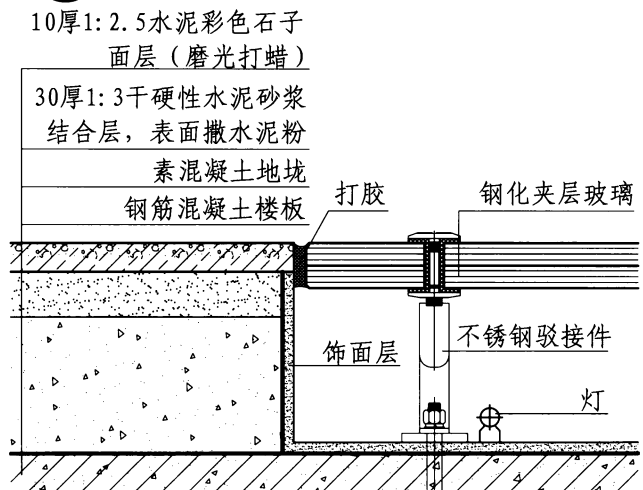 10厚1:2.5水泥彩色石子
面层（磨光打蜡）
30厚1:3干硬性水泥砂浆
结合层，表面撒水泥粉
素混凝土地垅
钢筋混凝土楼板
打胶
钢化夹层玻璃
饰面层
不锈钢驳接件
灯